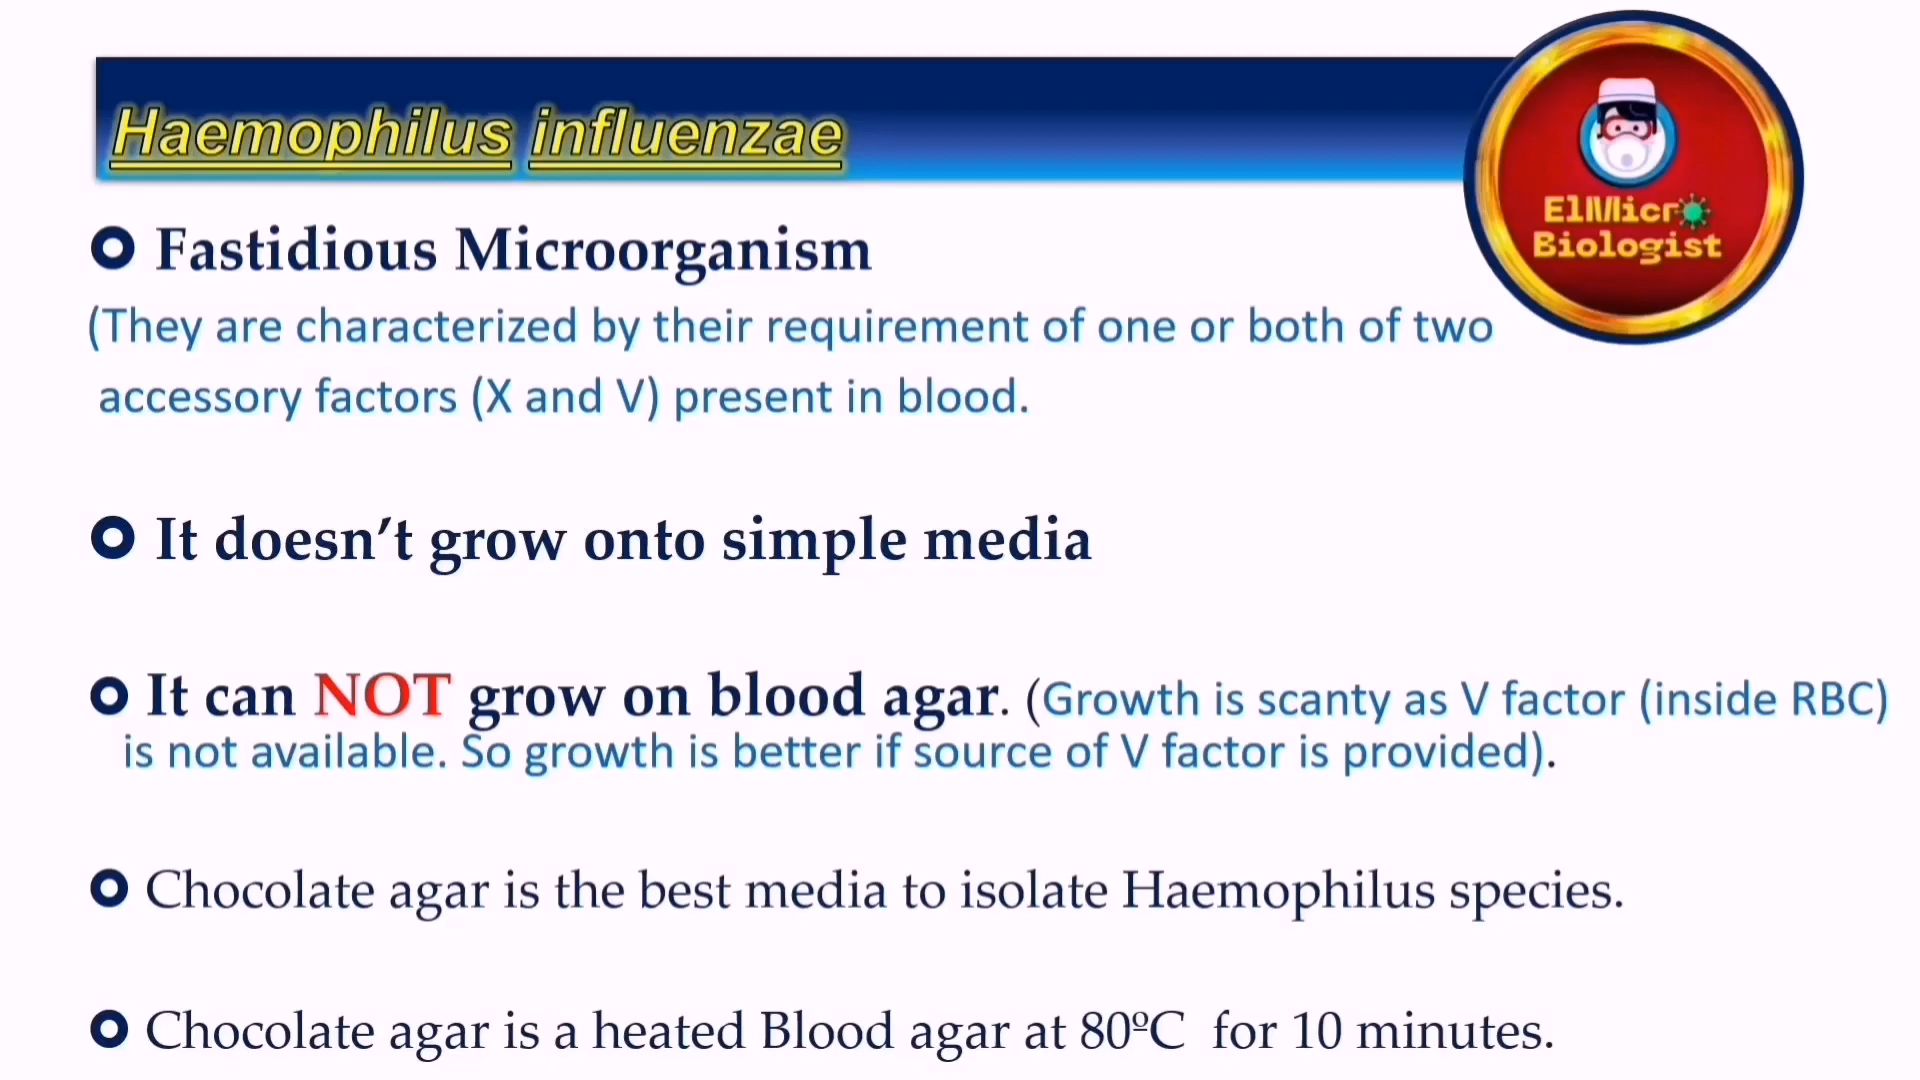 Haemophilus influenzae
ElMicro
Biologist
Fastidious Microorganism
(They are characterized by their requirement of one or both of two
accessory factors (X and V) present in blood.
It doesn’t grow onto simple media
It can NOT grow on blood agar. (Growth is scanty as V factor (inside RBC)
is not available. So growth is better if source of V factor is provided).
Chocolate agar is the best media to isolate Haemophilus species.
Chocolate agar is a heated Blood agar at 80ºC for 10 minutes.